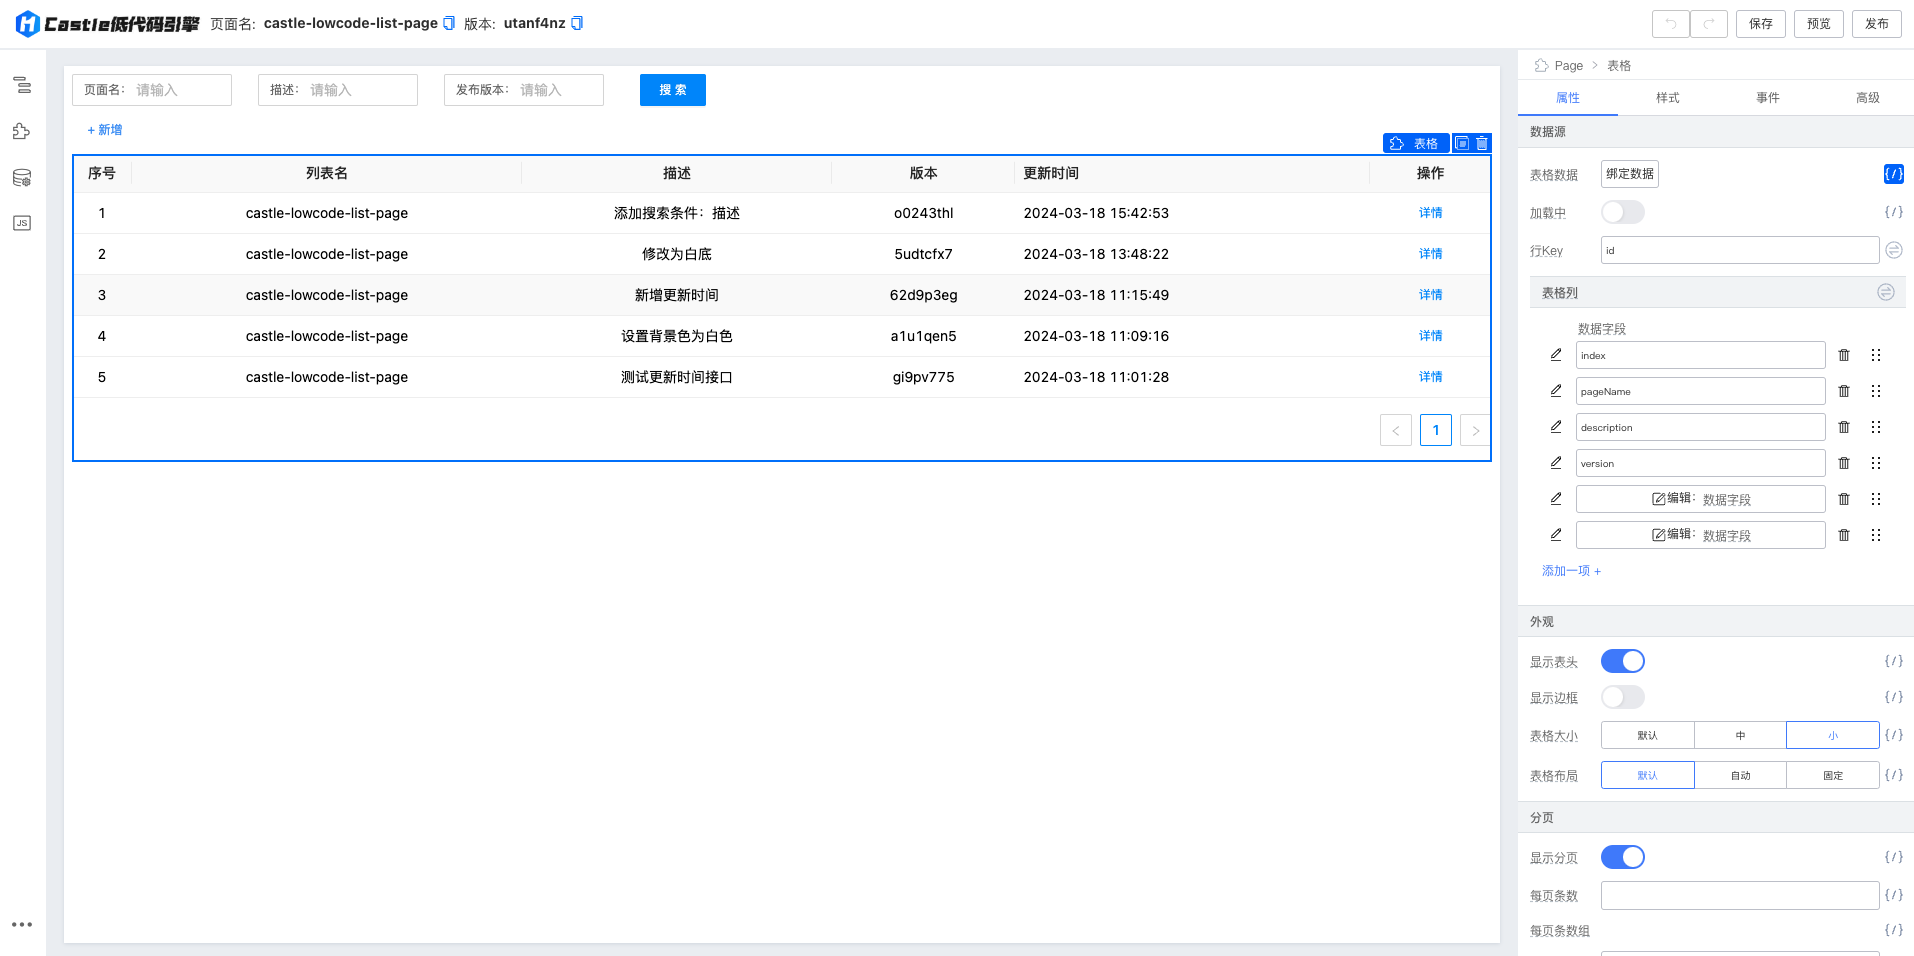 Castle低代码引擎 页面名: castle-lowcode-list-page 版本: utanf4nz 保存 预览 发布
JS
页面名: 请输入 描述: 请输入 发布版本: 请输入 搜 索
+ 新增
表格
序号 列表名 描述 版本 更新时间 操作
1 castle-lowcode-list-page 添加搜索条件：描述 o0243thl 2024-03-18 15:42:53 详情
2 castle-lowcode-list-page 修改为白底 5udtcfx7 2024-03-18 13:48:22 详情
3 castle-lowcode-list-page 新增更新时间 62d9p3eg 2024-03-18 11:15:49 详情
4 castle-lowcode-list-page 设置背景色为白色 a1u1qen5 2024-03-18 11:09:16 详情
5 castle-lowcode-list-page 测试更新时间接口 gi9pv775 2024-03-18 11:01:28 详情
< 1 >
Page > 表格
属性 样式 事件 高级
数据源
表格数据 绑定数据 {/}
加载中 {/}
行Key id
表格列
数据字段
index
pageName
description
version
编辑： 数据字段
编辑： 数据字段
添加一项 +
外观
显示表头 {/}
显示边框 {/}
表格大小 默认 中 小 {/}
表格布局 默认 自动 固定 {/}
分页
显示分页 {/}
每页条数 {/}
每页条数组 {/}